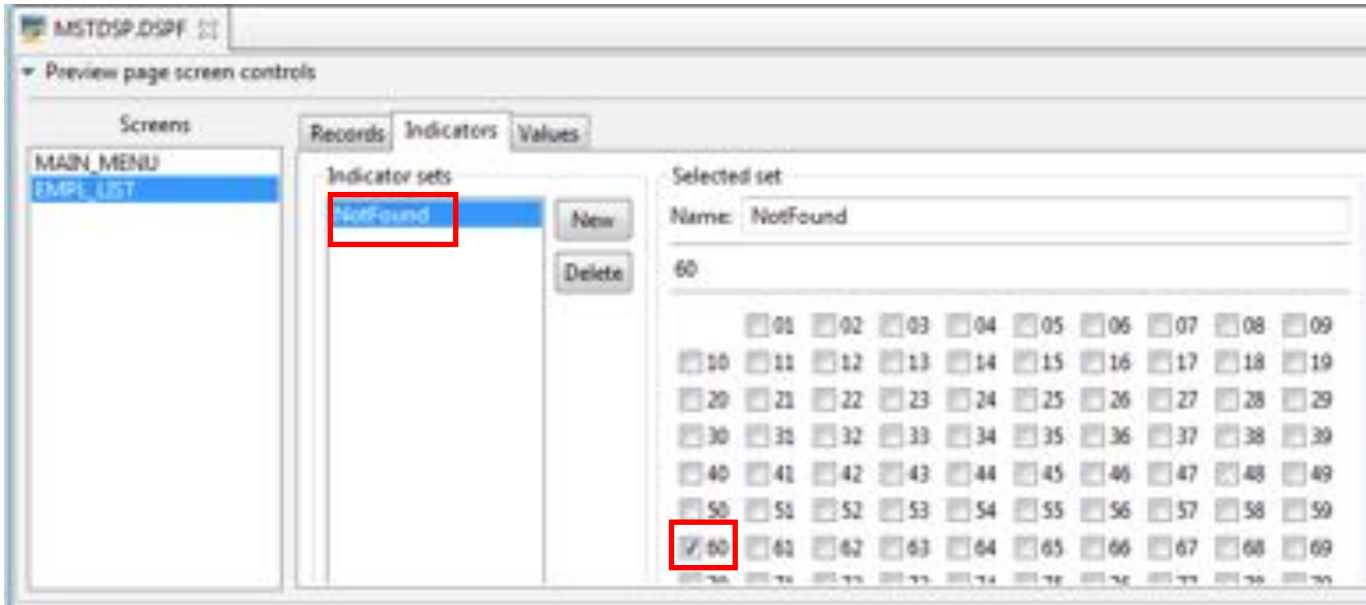 MSTDSP.DSPF
Preview page screen controls
Screens
MAIN_MENU
EMPL_LIST
Records Indicators Values
Indicator sets
NotFound
New
Delete
Selected set
Name: NotFound
60
01 02 03 04 05 06 07 08 09
10 11 12 13 14 15 16 17 18 19
20 21 22 23 24 25 26 27 28 29
30 31 32 33 34 35 36 37 38 39
40 41 42 43 44 45 46 47 48 49
50 51 52 53 54 55 56 57 58 59
60 61 62 63 64 65 66 67 68 69